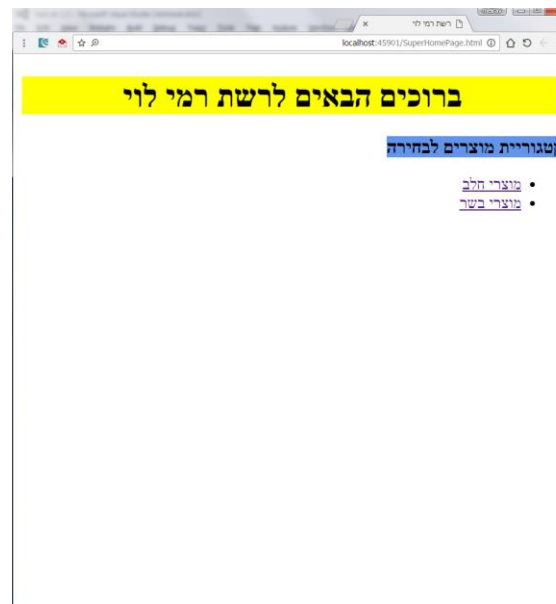 רשת רמי לוי
localhost:45901/SuperHomePage.html
ברוכים הבאים לרשת רמי לוי
קטגוריית מוצרים לבחירה
מוצרי חלב
מוצרי בשר